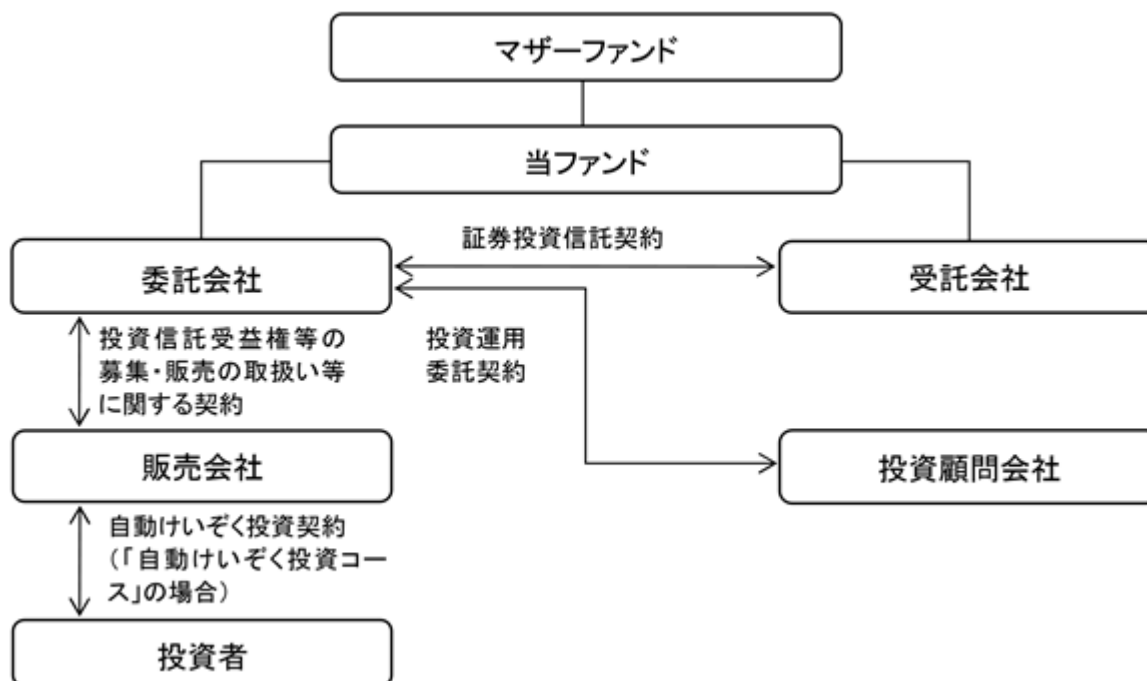 マザーファンド
当ファンド
証券投資信託契約
委託会社
受託会社
投資信託受益権等の
募集・販売の取扱い等
に関する契約
投資運用
委託契約
販売会社
投資顧問会社
自動けいぞく投資契約
(「自動けいぞく投資コー
ス」の場合)
投資者